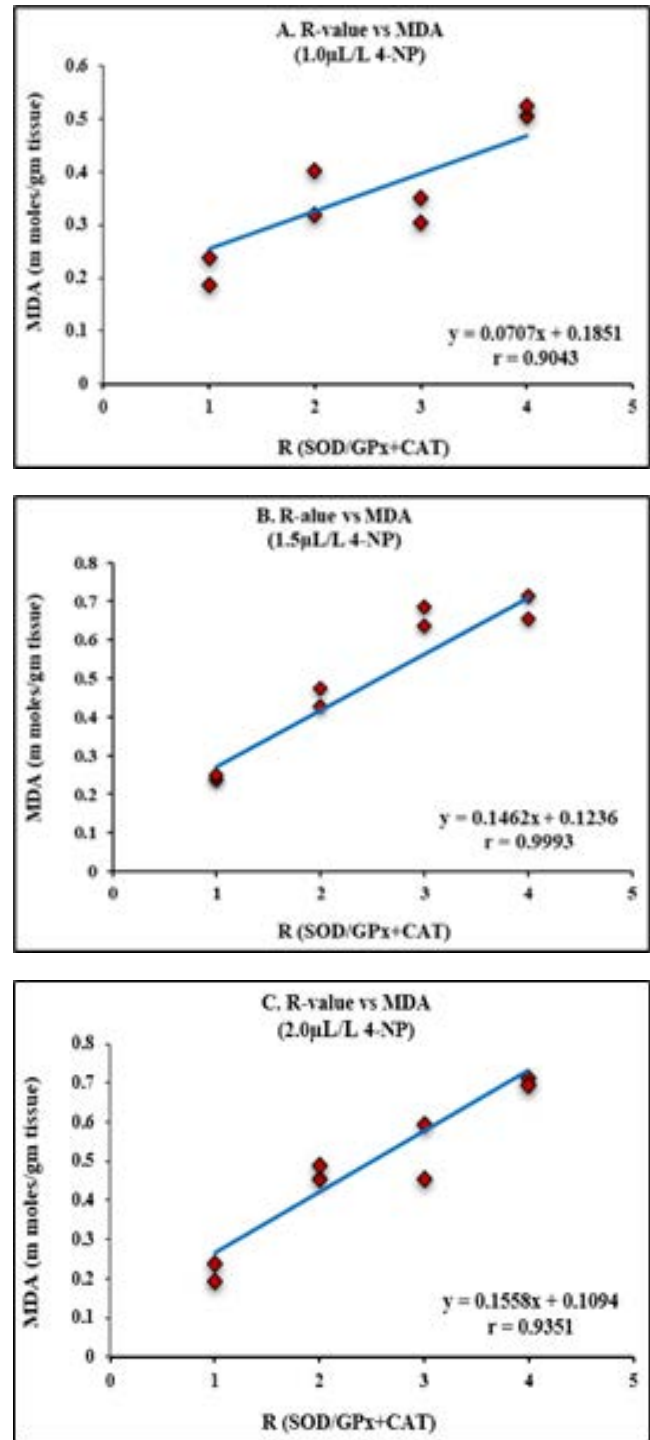 A. R-value vs MDA
(1.0μL/L 4-NP)
0.6
0.5
0.4
0.3
0.2
0.1
0
MDA (m moles/gm tissue)
y = 0.0707x + 0.1851
r = 0.9043
0 1 2 3 4 5
R (SOD/GPx+CAT)
B. R-alue vs MDA
(1.5μL/L 4-NP)
0.8
0.7
0.6
0.5
0.4
0.3
0.2
0.1
0
MDA (m moles/gm tissue)
y = 0.1462x + 0.1236
r = 0.9993
0 1 2 3 4 5
R (SOD/GPx+CAT)
C. R-value vs MDA
(2.0μL/L 4-NP)
0.8
0.7
0.6
0.5
0.4
0.3
0.2
0.1
0
MDA (m moles/gm tissue)
y = 0.1558x + 0.1094
r = 0.9351
0 1 2 3 4 5
R (SOD/GPx+CAT)